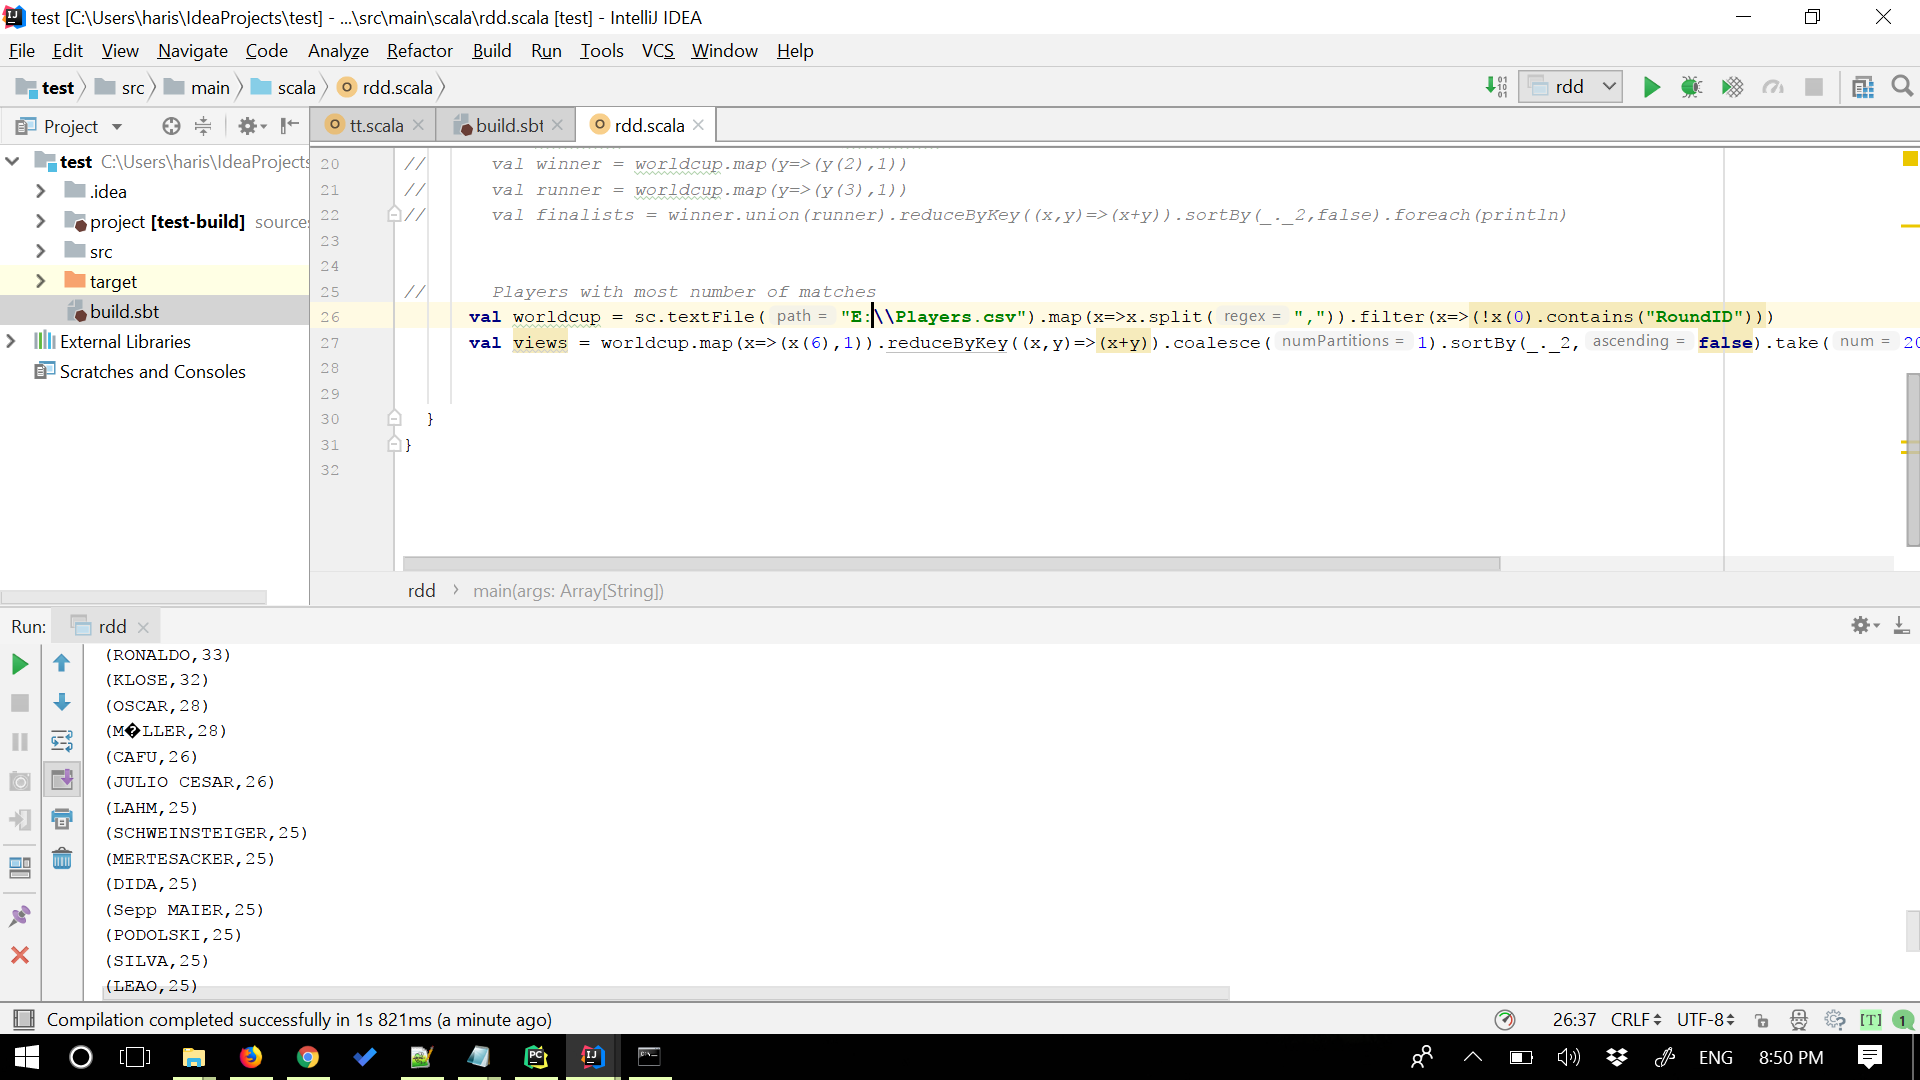 test [C:\Users\haris\IdeaProjects\test] - ...\src\main\scala\rdd.scala [test] - IntelliJ IDEA
File Edit View Navigate Code Analyze Refactor Build Run Tools VCS Window Help
test src main scala rdd.scala
rdd
Project
tt.scala build.sbt rdd.scala
test C:\Users\haris\IdeaProjects
.idea
project [test-build] sources
src
target
build.sbt
External Libraries
Scratches and Consoles
20 // val winner = worldcup.map(y=>(y(2),1))
21 // val runner = worldcup.map(y=>(y(3),1))
22 // val finalists = winner.union(runner).reduceByKey((x,y)=>(x+y)).sortBy(_._2,false).foreach(println)
23
24
25 // Players with most number of matches
26 val worldcup = sc.textFile( path = "E:\\Players.csv").map(x=>x.split( regex = ",")).filter(x=>(!x(0).contains("RoundID")))
27 val views = worldcup.map(x=>(x(6),1)).reduceByKey((x,y)=>(x+y)).coalesce( numPartitions = 1).sortBy(_._2, ascending = false).take( num = 20
28
29
30 }
31 }
32
rdd main(args: Array[String])
Run: rdd
(RONALDO,33)
(KLOSE,32)
(OSCAR,28)
(M�LLER,28)
(CAFU,26)
(JULIO CESAR,26)
(LAHM,25)
(SCHWEINSTEIGER,25)
(MERTESACKER,25)
(DIDA,25)
(Sepp MAIER,25)
(PODOLSKI,25)
(SILVA,25)
(LEAO,25)
Compilation completed successfully in 1s 821ms (a minute ago)
26:37 CRLF UTF-8 [T] 1
ENG 8:50 PM